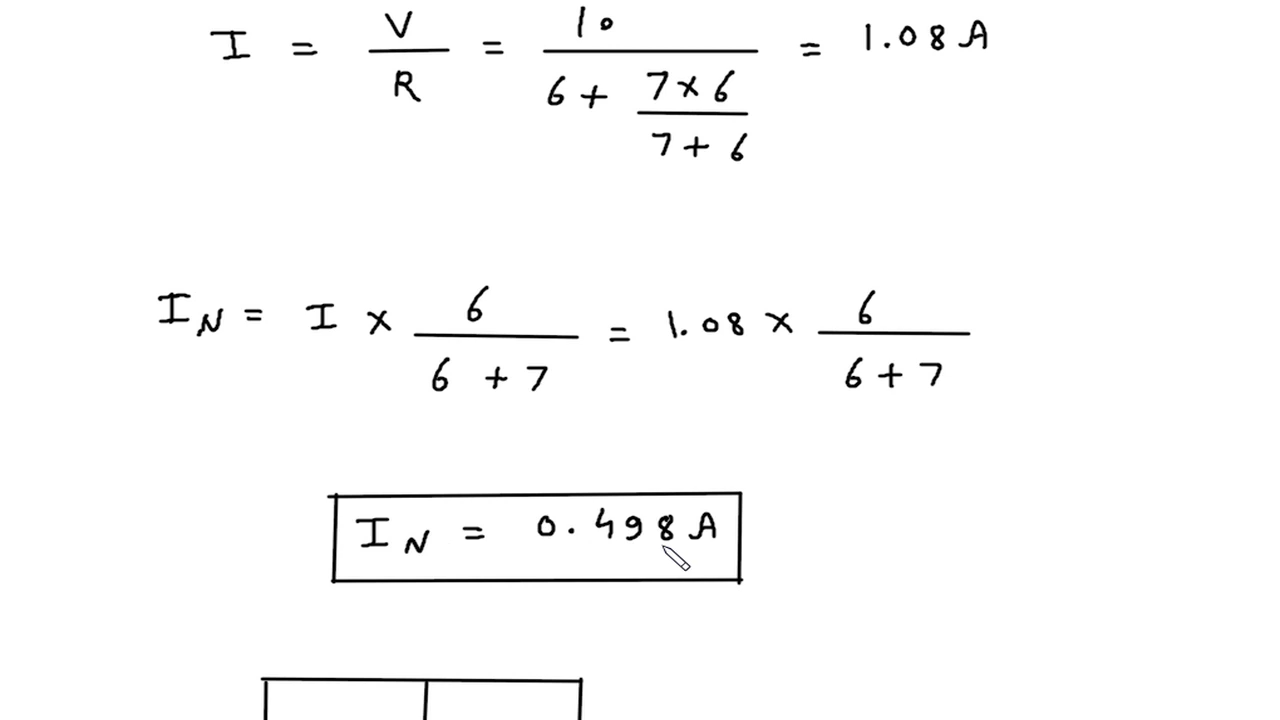 I = V / R = 10 / (6 + (7 × 6) / (7 + 6)) = 1.08 A
I_N = I × 6 / (6 + 7) = 1.08 × 6 / (6 + 7)
I_N = 0.498 A